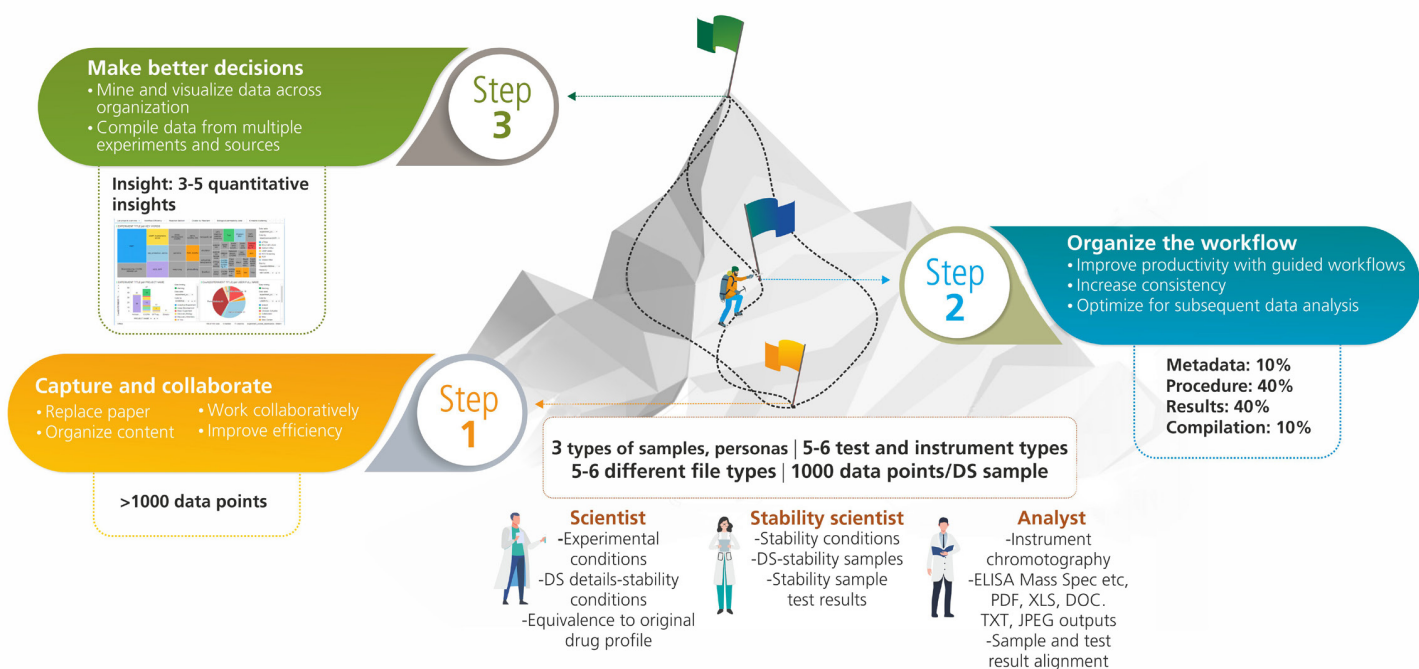 Make better decisions
• Mine and visualize data across
organization
• Compile data from multiple
experiments and sources
Step
3
Insight: 3-5 quantitative
insights
Organize the workflow
• Improve productivity with guided workflows
• Increase consistency
• Optimize for subsequent data analysis
Step
2
Metadata: 10%
Procedure: 40%
Results: 40%
Compilation: 10%
Capture and collaborate
• Replace paper
• Organize content
• Work collaboratively
• Improve efficiency
Step
1
>1000 data points
3 types of samples, personas | 5-6 test and instrument types
5-6 different file types | 1000 data points/DS sample
Scientist
-Experimental
conditions
-DS details-stability
conditions
-Equivalence to original
drug profile
Stability scientist
-Stability conditions
-DS-stability samples
-Stability sample
test results
Analyst
-Instrument
chromotography
-ELISA Mass Spec etc,
PDF, XLS, DOC.
TXT, JPEG outputs
-Sample and test
result alignment